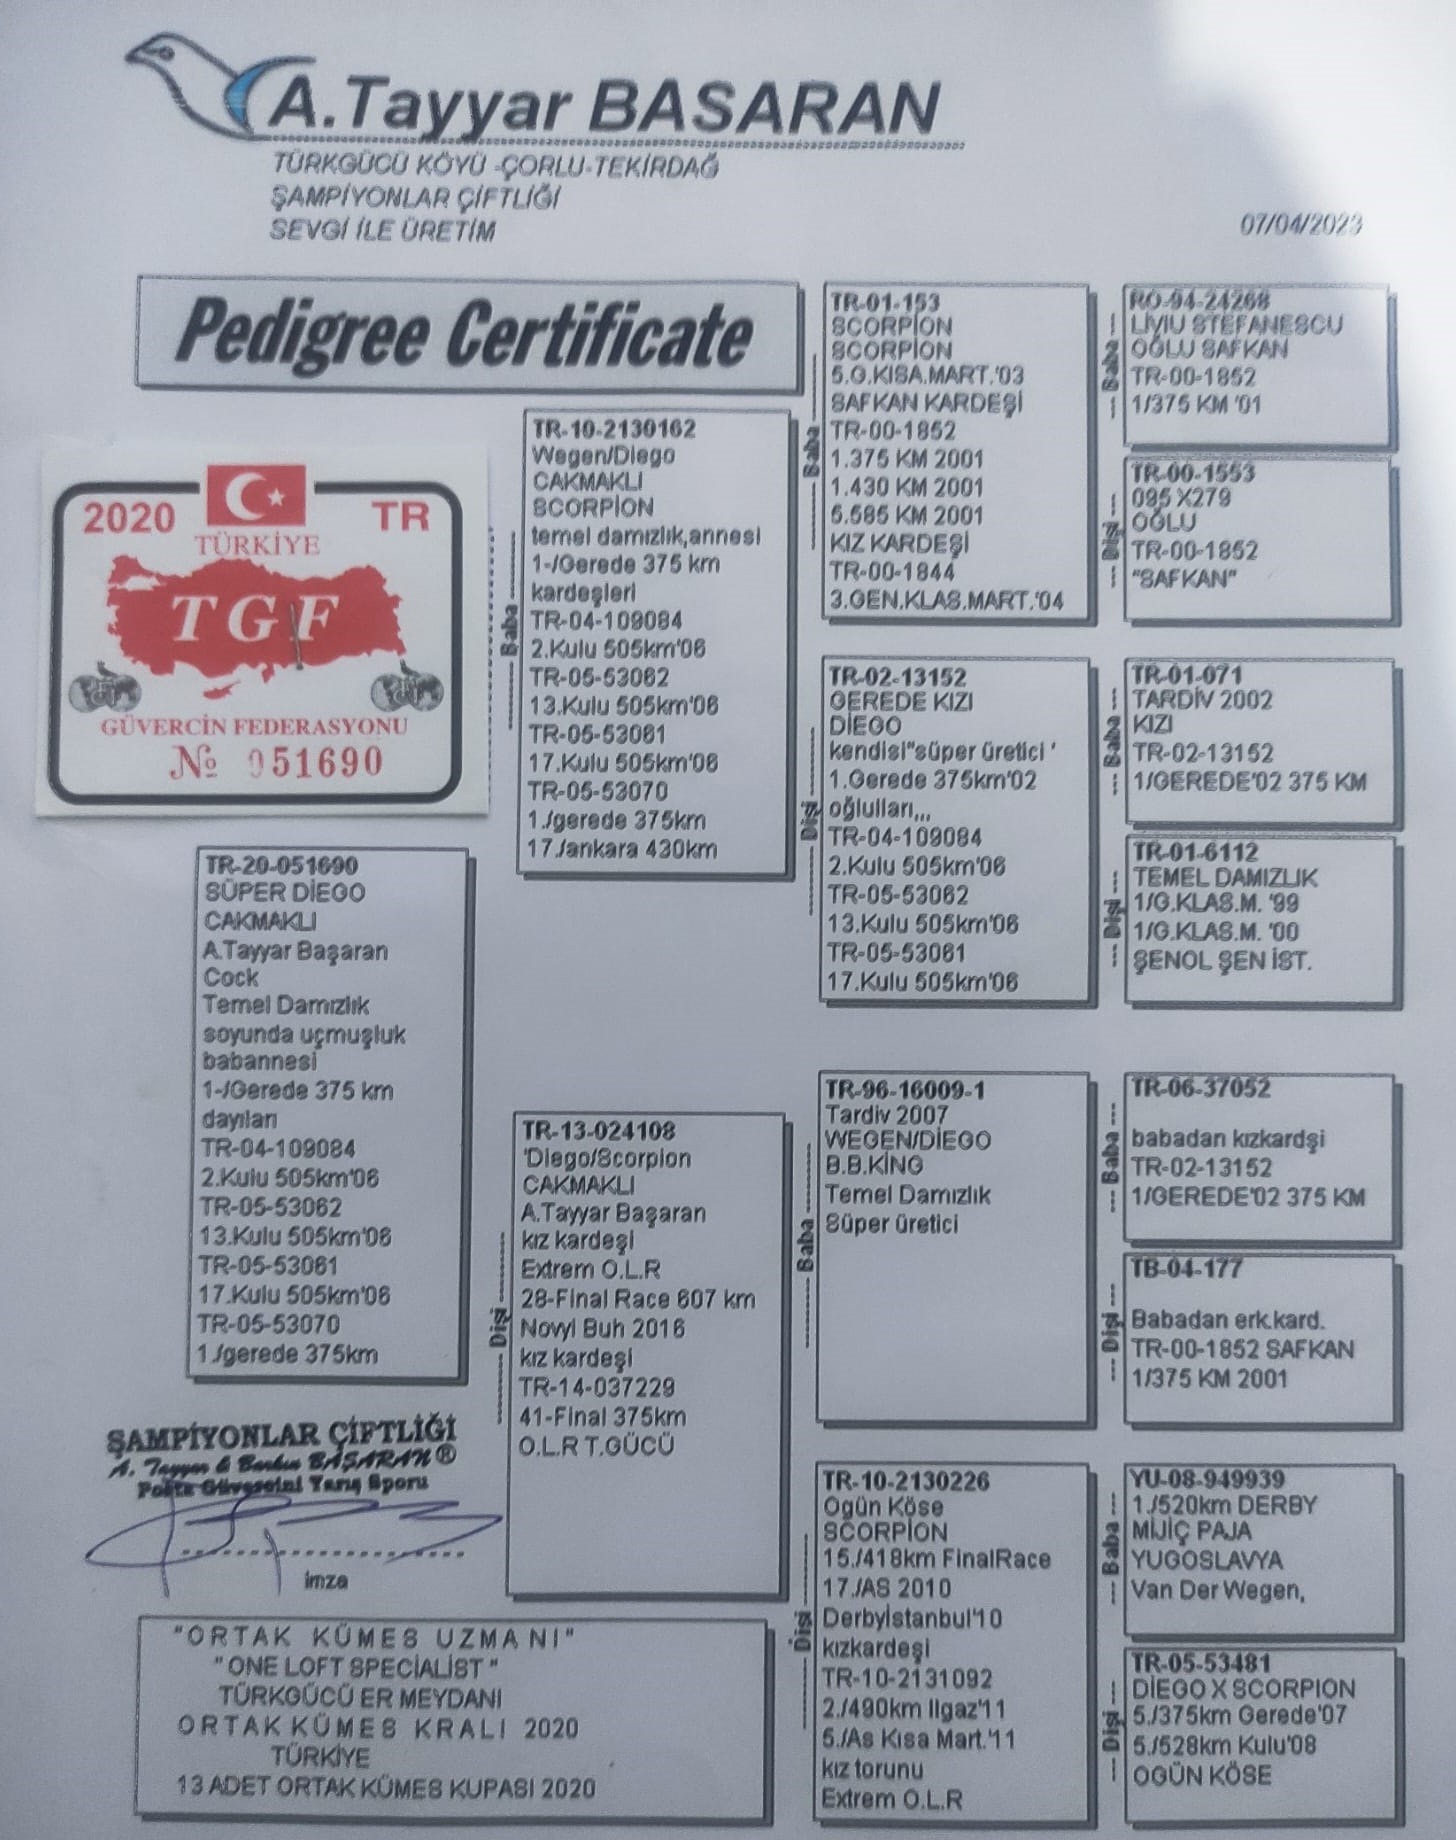 A.Tayyar BASARAN
TÜRKGÜCÜ KÖYÜ -ÇORLU-TEKİRDAĞ
ŞAMPİYONLAR ÇİFTLİĞİ
SEVGİ İLE ÜRETİM
07/04/2023
Pedigree Certificate
2020 TR
TÜRKİYE
TGF
GÜVERCİN FEDERASYONU
№ 051690
TR-20-051690
SÜPER DIEGO
CAKMAKLI
A.Tayyar Başaran
Cock
Temel Damızlık
soyunda uçmuşluk
babannesi
1-/Gerede 375 km
dayıları
TR-04-109084
2.Kulu 505km'06
TR-05-53062
13.Kulu 505km'06
TR-05-53061
17.Kulu 505km'06
TR-05-53070
1./gerede 375km
Baba
TR-10-2130162
Wegen/Diego
CAKMAKLI
SCORPİON
temel damızlık,annesi
1-/Gerede 375 km
kardeşleri
TR-04-109084
2.Kulu 505km'06
TR-05-53062
13.Kulu 505km'06
TR-05-53061
17.Kulu 505km'06
TR-05-53070
1./gerede 375km
17./ankara 430km
Dişi
TR-13-024108
'Diego/Scorpion
CAKMAKLI
A.Tayyar Başaran
kız kardeşi
Extrem O.L.R
28-Final Race 607 km
Novyl Buh 2016
kız kardeşi
TR-14-037229
41-Final 375km
O.L.R T.GÜCÜ
Baba
TR-01-153
SCORPİON
SCORPİON
5.G.KISA.MART.'03
SAFKAN KARDEŞİ
TR-00-1852
1.375 KM 2001
1.430 KM 2001
5.585 KM 2001
KIZ KARDEŞİ
TR-00-1844
3.GEN.KLAS.MART.'04
Dişi
TR-02-13152
GEREDE KIZI
DİEGO
kendisi"süper üretici '
1.Gerede 375km'02
oğlulları,,,
TR-04-109084
2.Kulu 505km'06
TR-05-53062
13.Kulu 505km'06
TR-05-53061
17.Kulu 505km'06
Baba
TR-96-16009-1
Tardiv 2007
WEGEN/DİEGO
B.B.KİNG
Temel Damızlık
Süper üretici
Dişi
TR-10-2130226
Ogün Köse
SCORPİON
15./418km FinalRace
17./AS 2010
Derbyİstanbul'10
kızkardeşi
TR-10-2131092
2./490km Ilgaz'11
5./As Kısa Mart.'11
kız torunu
Extrem O.L.R
Baba
RO-94-24268
LİVİU STEFANESCU
OĞLU SAFKAN
TR-00-1852
1/375 KM '01
Dişi
TR-00-1553
095 X279
OĞLU
TR-00-1852
"SAFKAN"
Baba
TR-01-071
TARDİV 2002
KIZI
TR-02-13152
1/GEREDE'02 375 KM
Dişi
TR-01-6112
TEMEL DAMIZLIK
1/G.KLAS.M. '99
1/G.KLAS.M. '00
ŞENOL ŞEN İST.
Baba
TR-06-37052
babadan kızkardşi
TR-02-13152
1/GEREDE'02 375 KM
Dişi
TB-04-177
Babadan erk.kard.
TR-00-1852 SAFKAN
1/375 KM 2001
Baba
YU-08-949939
1./520km DERBY
MİJİÇ PAJA
YUGOSLAVYA
Van Der Wegen,
Dişi
TR-05-53481
DİEGO X SCORPION
5./375km Gerede'07
5./528km Kulu'08
OGÜN KÖSE
ŞAMPİYONLAR ÇİFTLİĞİ
A. Tayyar & Berkin BAŞARAN®
Posta Güvercini Yarış Sporu
imza
"ORTAK KÜMES UZMANI"
"ONE LOFT SPECIALIST "
TÜRKGÜCÜ ER MEYDANI
ORTAK KÜMES KRALI 2020
TÜRKİYE
13 ADET ORTAK KÜMES KUPASI 2020